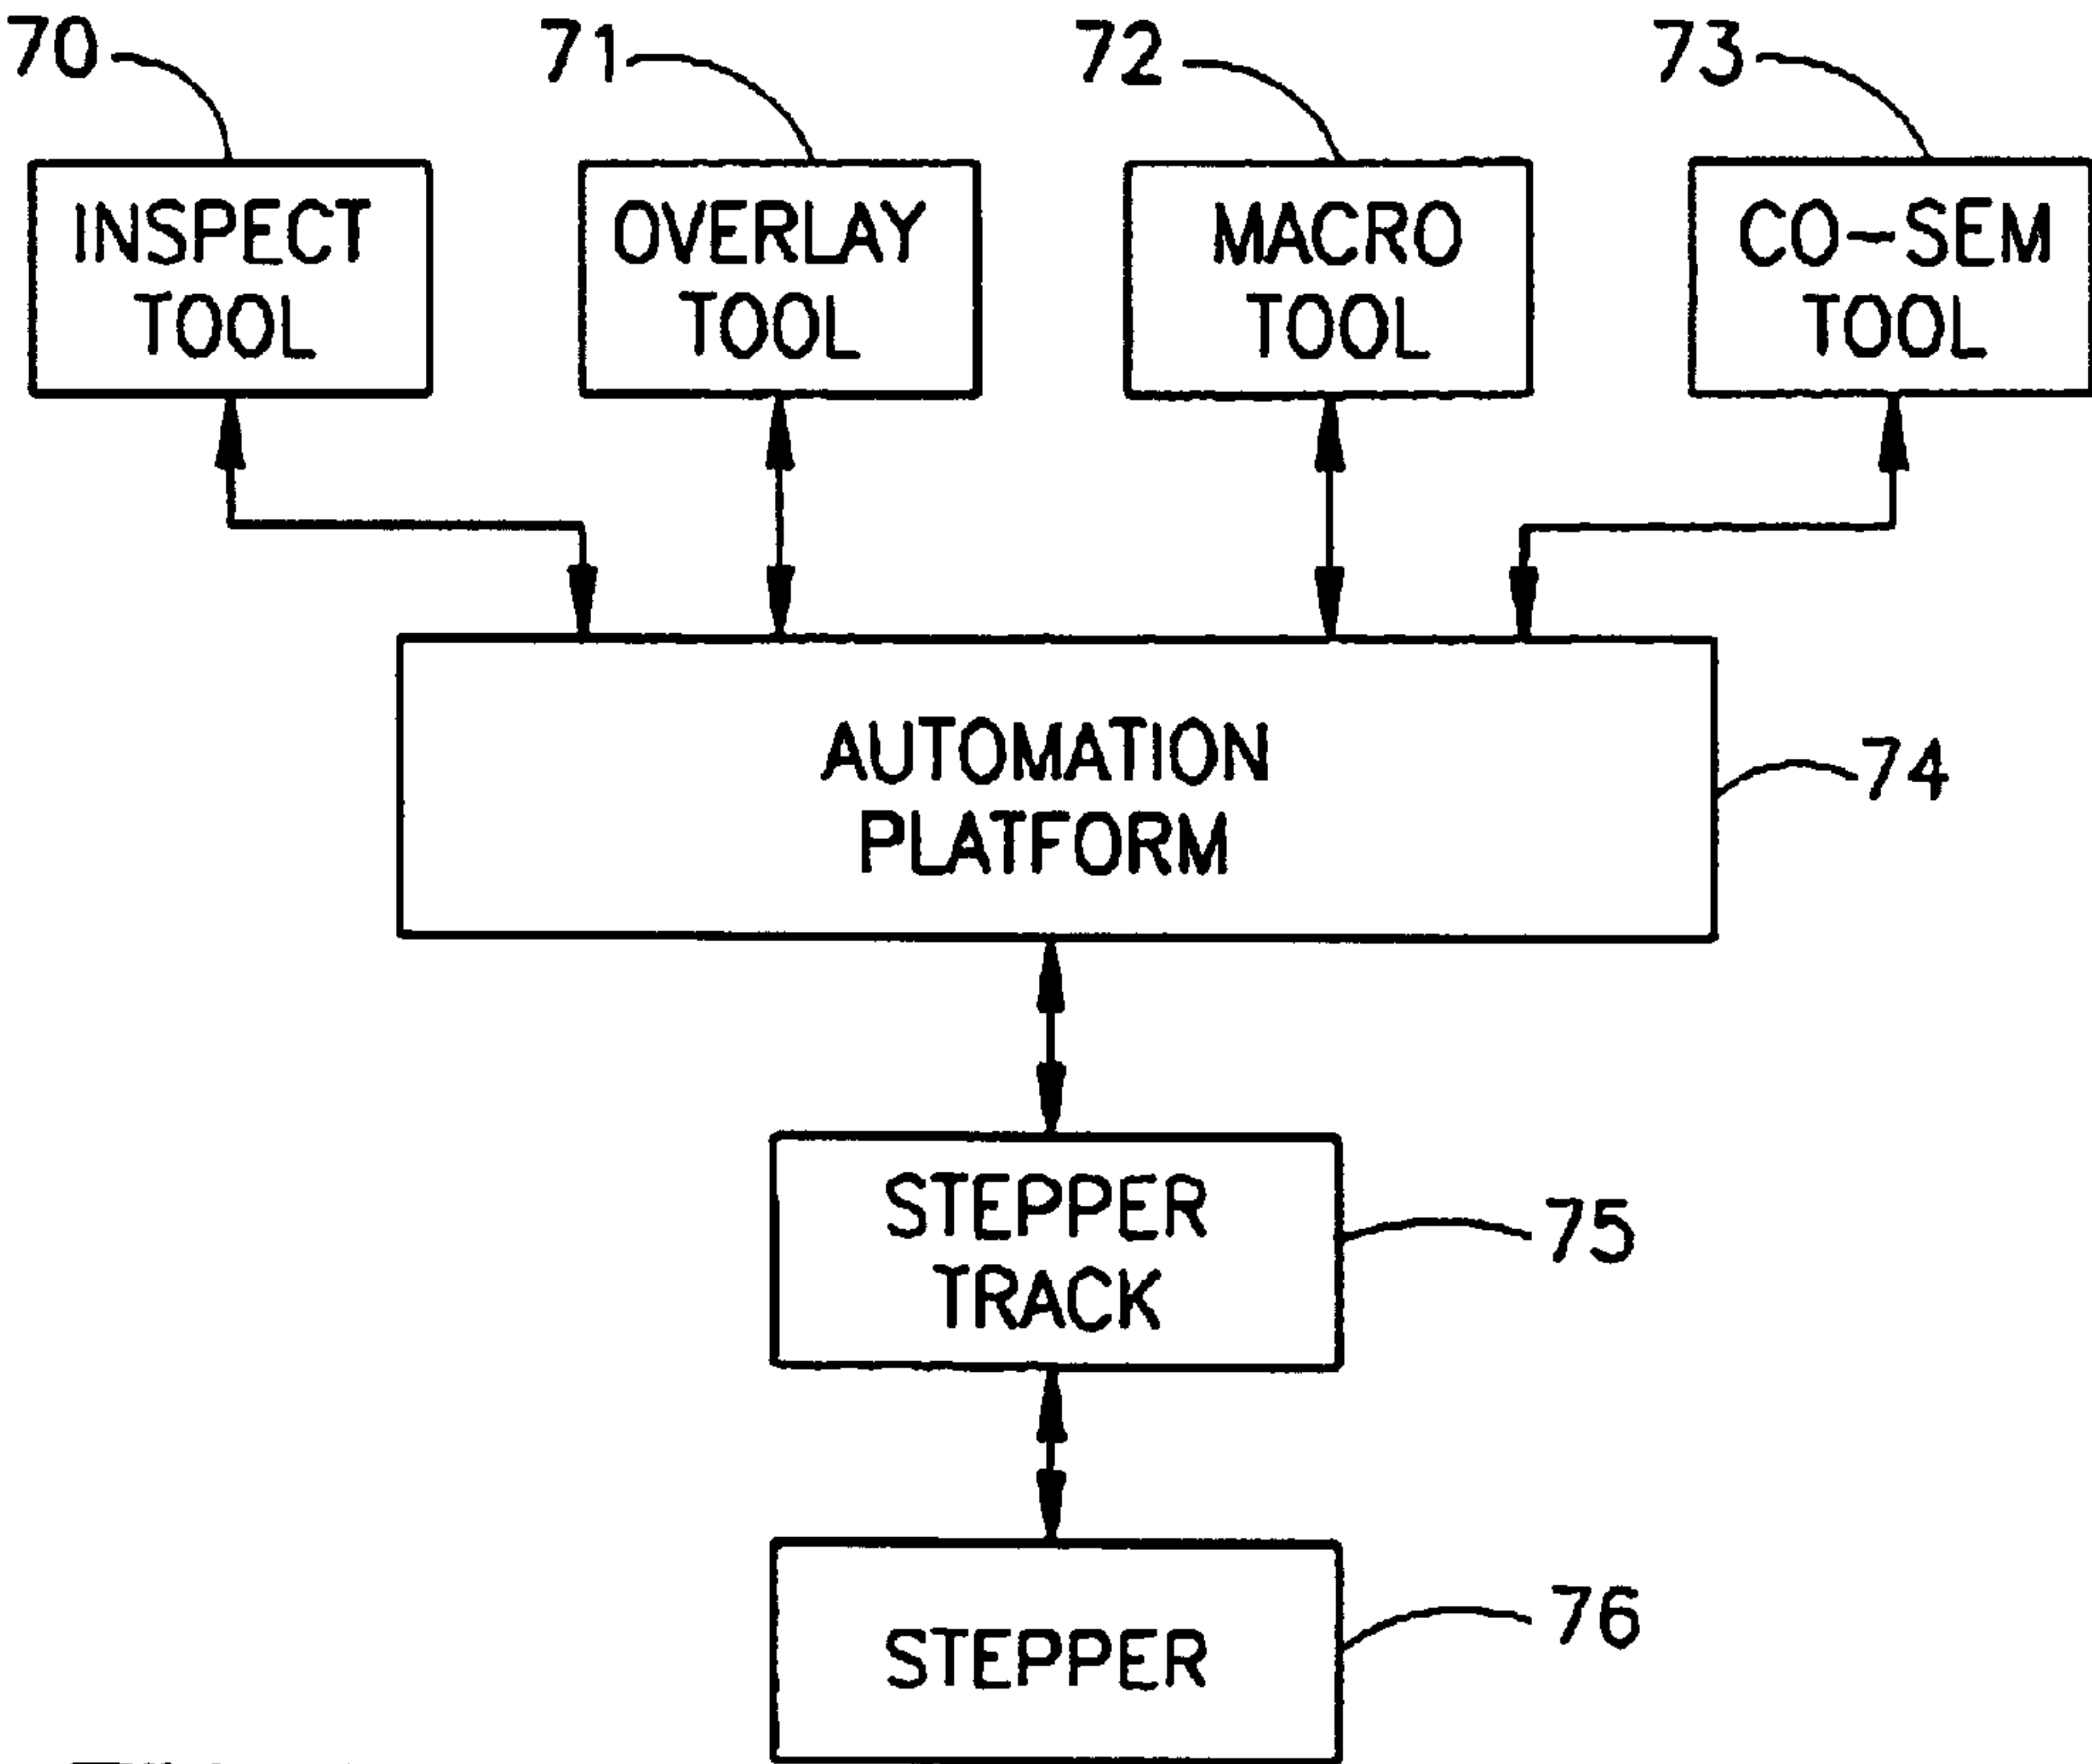 70
71
72
73
INSPECT
TOOL
OVERLAY
TOOL
MACRO
TOOL
CO-SEM
TOOL
AUTOMATION
PLATFORM
74
STEPPER
TRACK
75
STEPPER
76